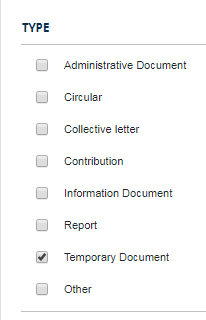 TYPE
Administrative Document
Circular
Collective letter
Contribution
Information Document
Report
Temporary Document
Other